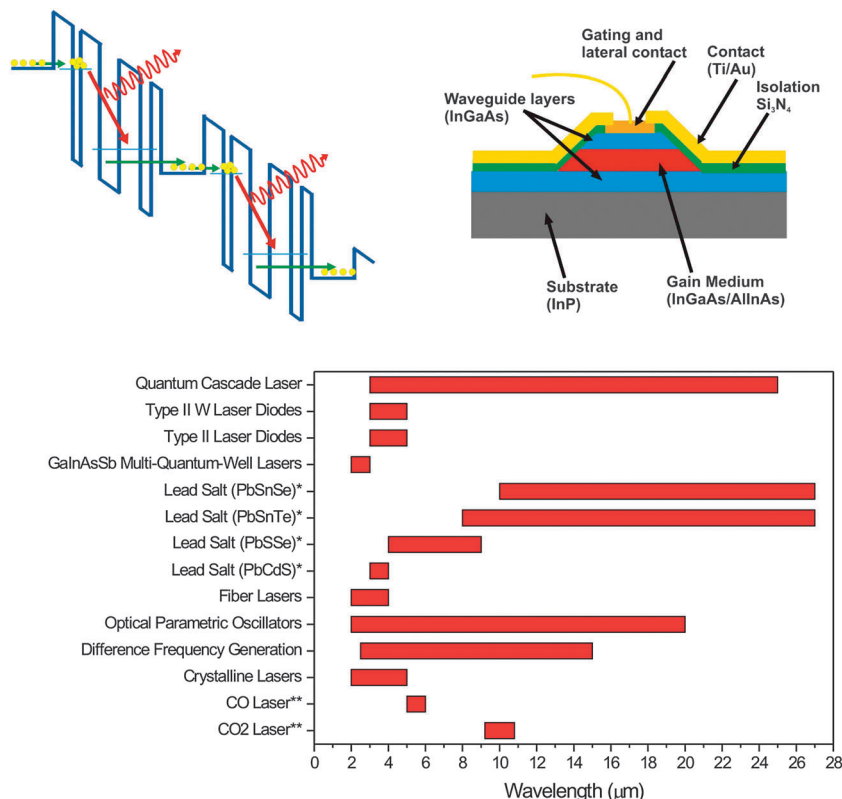 Gating and
lateral contact
Contact
(Ti/Au)
Isolation
Si3N4
Waveguide layers
(InGaAs)
Substrate
(InP)
Gain Medium
(InGaAs/AlInAs)
Quantum Cascade Laser
Type II W Laser Diodes
Type II Laser Diodes
GaInAsSb Multi-Quantum-Well Lasers
Lead Salt (PbSnSe)*
Lead Salt (PbSnTe)*
Lead Salt (PbSSe)*
Lead Salt (PbCdS)*
Fiber Lasers
Optical Parametric Oscillators
Difference Frequency Generation
Crystalline Lasers
CO Laser**
CO2 Laser**
0 2 4 6 8 10 12 14 16 18 20 22 24 26 28
Wavelength (μm)